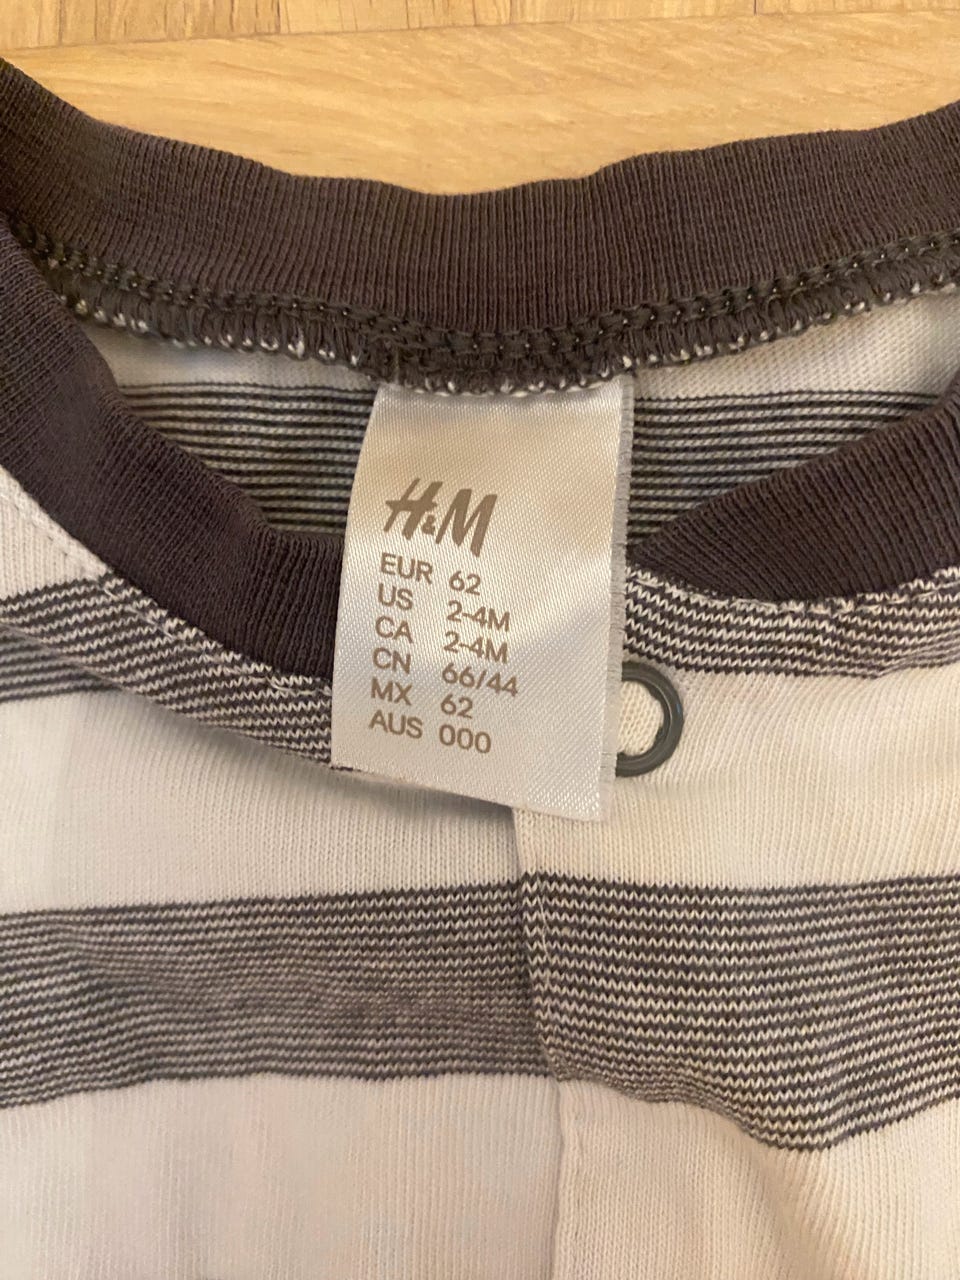 H&M
EUR 62
US 2-4M
CA 2-4M
CN 66/44
MX 62
AUS 000